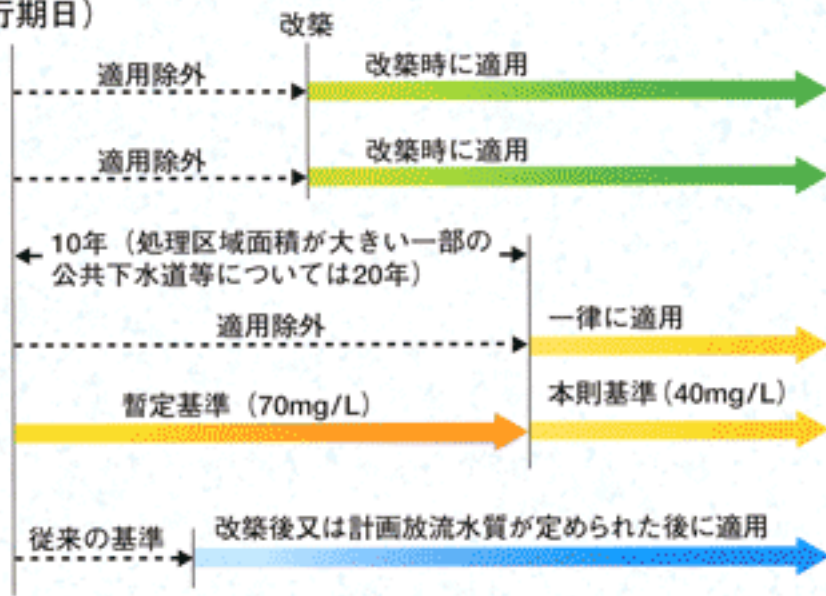 行期日）
改築
適用除外
改築時に適用
適用除外
改築時に適用
10年（処理区域面積が大きい一部の
公共下水道等については20年）
適用除外
一律に適用
暫定基準（70mg/L）
本則基準（40mg/L）
従来の基準
改築後又は計画放流水質が定められた後に適用